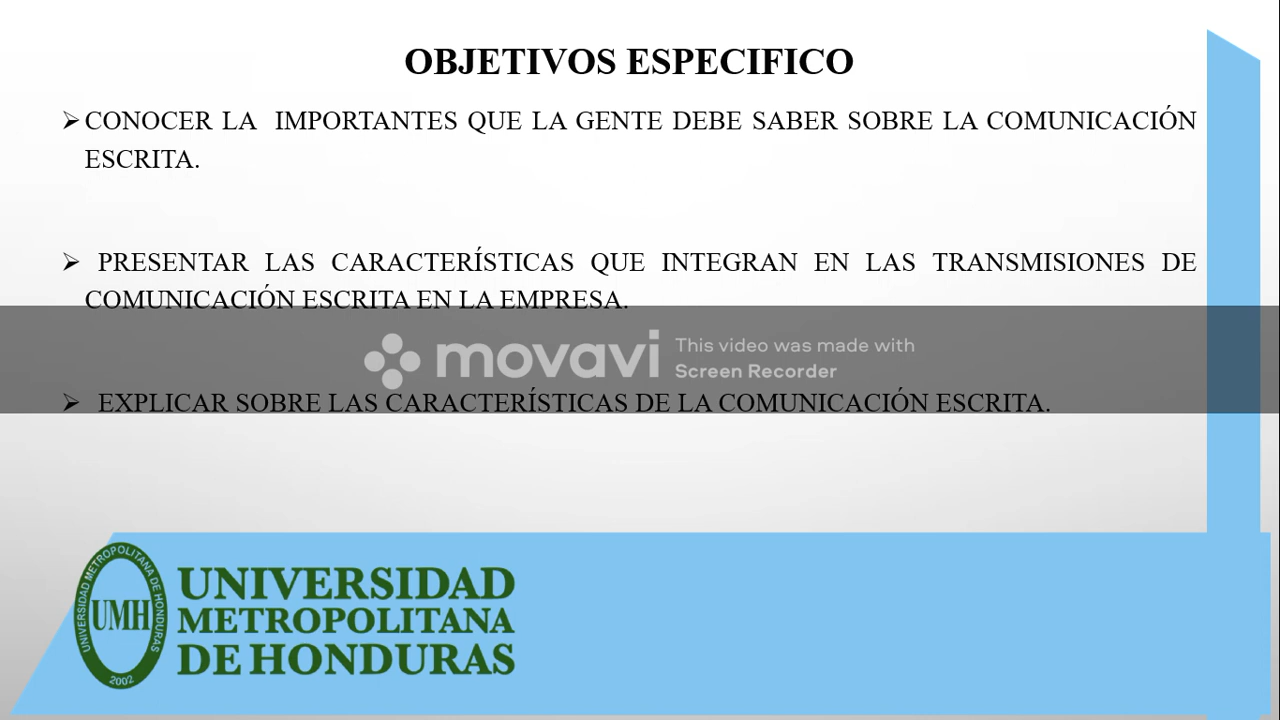 OBJETIVOS ESPECIFICO
➢ CONOCER LA IMPORTANTES QUE LA GENTE DEBE SABER SOBRE LA COMUNICACIÓN
ESCRITA.
➢ PRESENTAR LAS CARACTERÍSTICAS QUE INTEGRAN EN LAS TRANSMISIONES DE
COMUNICACIÓN ESCRITA EN LA EMPRESA.
movavi
This video was made with
Screen Recorder
➢ EXPLICAR SOBRE LAS CARACTERÍSTICAS DE LA COMUNICACIÓN ESCRITA.
UNIVERSIDAD METROPOLITANA DE HONDURAS
UMH
2002
UNIVERSIDAD
METROPOLITANA
DE HONDURAS